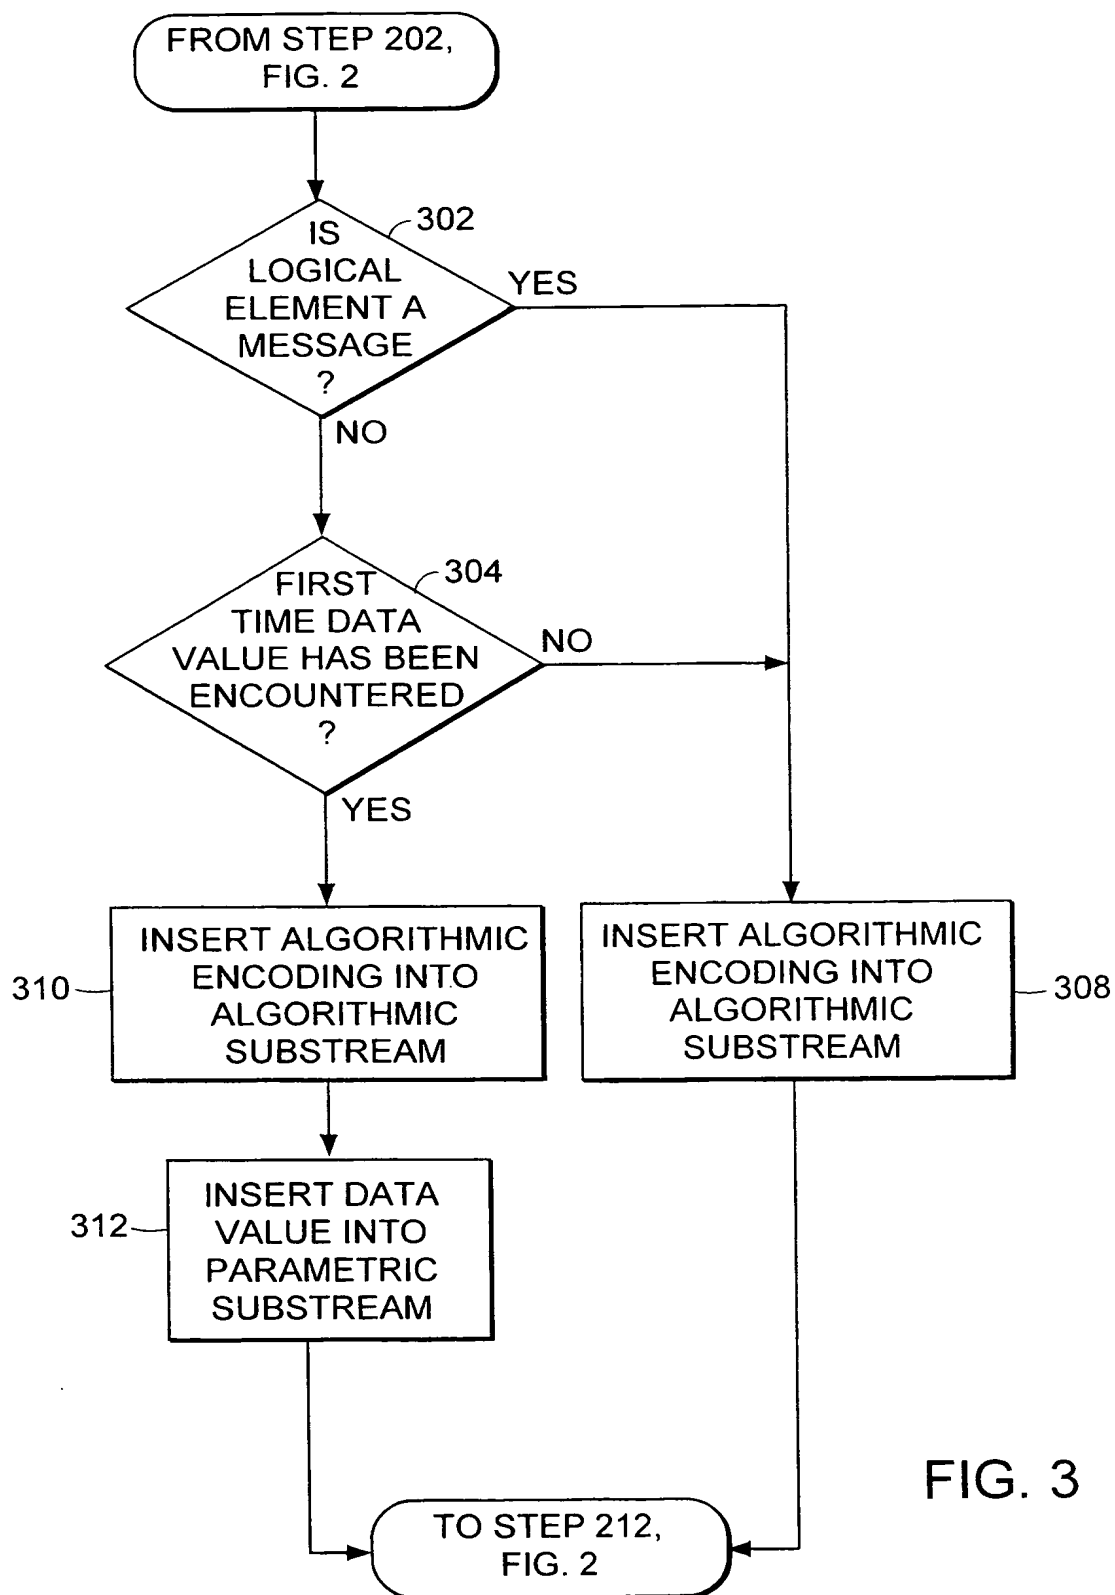 FROM STEP 202,
FIG. 2
302
IS
LOGICAL
ELEMENT A
MESSAGE
?
YES
NO
304
FIRST
TIME DATA
VALUE HAS BEEN
ENCOUNTERED
?
NO
YES
310
INSERT ALGORITHMIC
ENCODING INTO
ALGORITHMIC
SUBSTREAM
INSERT ALGORITHMIC
ENCODING INTO
ALGORITHMIC
SUBSTREAM
308
312
INSERT DATA
VALUE INTO
PARAMETRIC
SUBSTREAM
FIG. 3
TO STEP 212,
FIG. 2